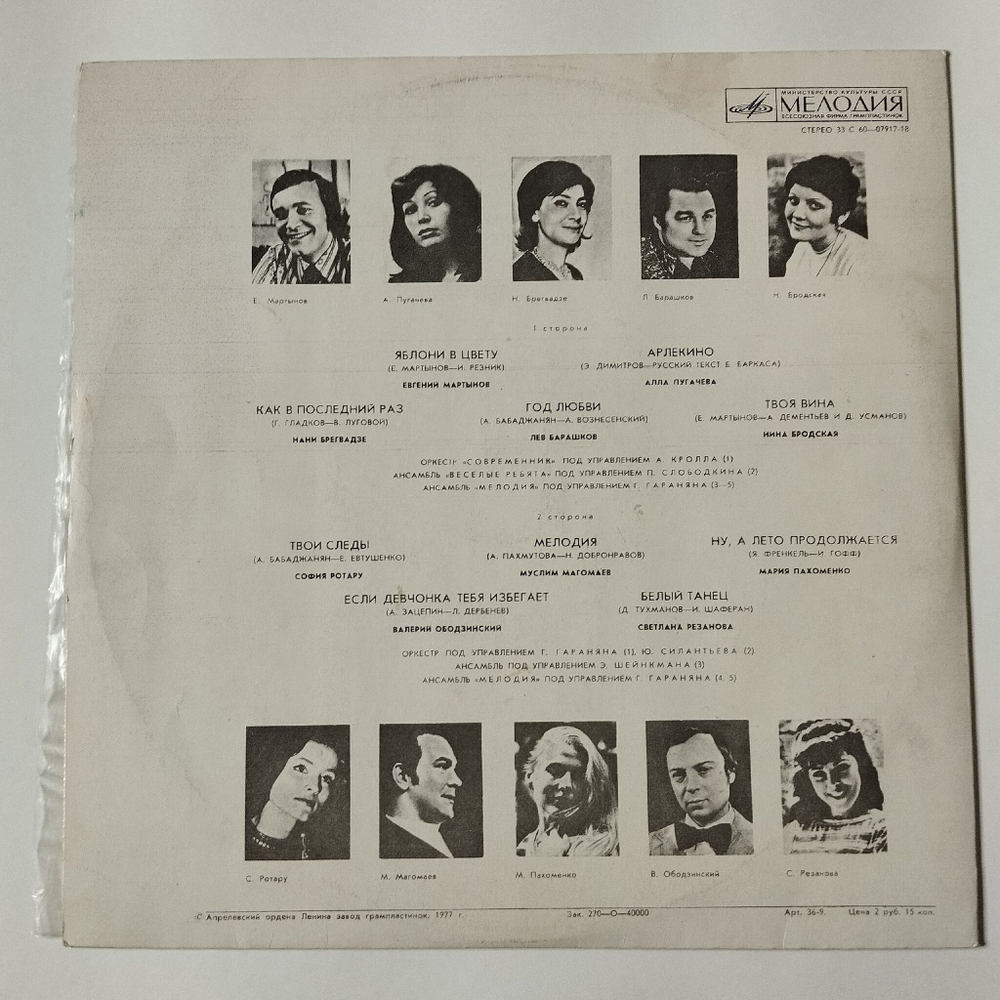 МИНИСТЕРСТВО КУЛЬТУРЫ СССР
МЕЛОДИЯ
ВСЕСОЮЗНАЯ ФИРМА ГРАМПЛАСТИНОК
СТЕРЕО 33 С 60—07917-18
Е. Мартынов А. Пугачева Н. Брегвадзе Л. Барашков Н. Бродская
1 сторона
ЯБЛОНИ В ЦВЕТУ АРЛЕКИНО
(Е. МАРТЫНОВ—И. РЕЗНИК) (Э. ДИМИТРОВ—РУССКИЙ ТЕКСТ Б. БАРКАСА)
ЕВГЕНИЙ МАРТЫНОВ АЛЛА ПУГАЧЕВА
КАК В ПОСЛЕДНИЙ РАЗ ГОД ЛЮБВИ ТВОЯ ВИНА
(Г. ГЛАДКОВ—В. ЛУГОВОЙ) (А. БАБАДЖАНЯН—А. ВОЗНЕСЕНСКИЙ) (Е. МАРТЫНОВ—А. ДЕМЕНТЬЕВ И Д. УСМАНОВ)
НАНИ БРЕГВАДЗЕ ЛЕВ БАРАШКОВ НИНА БРОДСКАЯ
ОРКЕСТР «СОВРЕМЕННИК» ПОД УПРАВЛЕНИЕМ А. КРОЛЛА (1)
АНСАМБЛЬ «ВЕСЕЛЫЕ РЕБЯТА» ПОД УПРАВЛЕНИЕМ П. СЛОБОДКИНА (2)
АНСАМБЛЬ «МЕЛОДИЯ» ПОД УПРАВЛЕНИЕМ Г. ГАРАНЯНА (3—5)
2 сторона
ТВОИ СЛЕДЫ МЕЛОДИЯ НУ, А ЛЕТО ПРОДОЛЖАЕТСЯ
(А. БАБАДЖАНЯН—Е. ЕВТУШЕНКО) (А. ПАХМУТОВА—Н. ДОБРОНРАВОВ) (Я. ФРЕНКЕЛЬ—И. ГОФФ)
СОФИЯ РОТАРУ МУСЛИМ МАГОМАЕВ МАРИЯ ПАХОМЕНКО
ЕСЛИ ДЕВЧОНКА ТЕБЯ ИЗБЕГАЕТ БЕЛЫЙ ТАНЕЦ
(А. ЗАЦЕПИН—Л. ДЕРБЕНЕВ) (Д. ТУХМАНОВ—И. ШАФЕРАН)
ВАЛЕРИЙ ОБОДЗИНСКИЙ СВЕТЛАНА РЕЗАНОВА
ОРКЕСТР ПОД УПРАВЛЕНИЕМ Г. ГАРАНЯНА (1), Ю. СИЛАНТЬЕВА (2)
АНСАМБЛЬ ПОД УПРАВЛЕНИЕМ Э. ШЕЙНКМАНА (3)
АНСАМБЛЬ «МЕЛОДИЯ» ПОД УПРАВЛЕНИЕМ Г. ГАРАНЯНА (4, 5)
С. Ротару М. Магомаев М. Пахоменко В. Ободзинский С. Резанова
© Апрелевский ордена Ленина завод грампластинок, 1977 г. Зак. 270—О—40000 Арт. 36-9. Цена 2 руб. 15 коп.